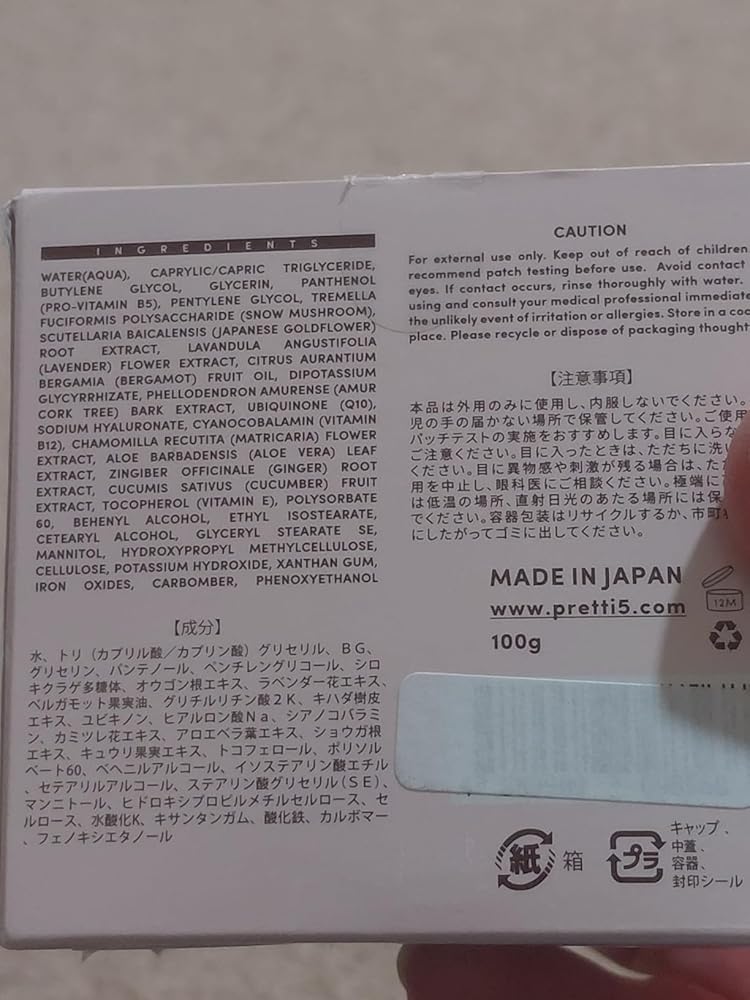 INGREDIENTS
WATER(AQUA), CAPRYLIC/CAPRIC TRIGLYCERIDE,
BUTYLENE GLYCOL, GLYCERIN, PANTHENOL
(PRO-VITAMIN B5), PENTYLENE GLYCOL, TREMELLA
FUCIFORMIS POLYSACCHARIDE (SNOW MUSHROOM),
SCUTELLARIA BAICALENSIS (JAPANESE GOLDFLOWER)
ROOT EXTRACT, LAVANDULA ANGUSTIFOLIA
(LAVENDER) FLOWER EXTRACT, CITRUS AURANTIUM
BERGAMIA (BERGAMOT) FRUIT OIL, DIPOTASSIUM
GLYCYRRHIZATE, PHELLODENDRON AMURENSE (AMUR
CORK TREE) BARK EXTRACT, UBIQUINONE (Q10),
SODIUM HYALURONATE, CYANOCOBALAMIN (VITAMIN
B12), CHAMOMILLA RECUTITA (MATRICARIA) FLOWER
EXTRACT, ALOE BARBADENSIS (ALOE VERA) LEAF
EXTRACT, ZINGIBER OFFICINALE (GINGER) ROOT
EXTRACT, CUCUMIS SATIVUS (CUCUMBER) FRUIT
EXTRACT, TOCOPHEROL (VITAMIN E), POLYSORBATE
60, BEHENYL ALCOHOL, ETHYL ISOSTEARATE,
CETEARYL ALCOHOL, GLYCERYL STEARATE SE,
MANNITOL, HYDROXYPROPYL METHYLCELLULOSE,
CELLULOSE, POTASSIUM HYDROXIDE, XANTHAN GUM,
IRON OXIDES, CARBOMBER, PHENOXYETHANOL
【成分】
水、トリ（カプリル酸／カプリン酸）グリセリル、ＢＧ、
グリセリン、パンテノール、ペンチレングリコール、シロ
キクラゲ多糖体、オウゴン根エキス、ラベンダー花エキス、
ベルガモット果実油、グリチルリチン酸２Ｋ、キハダ樹皮
エキス、ユビキノン、ヒアルロン酸Ｎａ、シアノコバラミ
ン、カミツレ花エキス、アロエベラ葉エキス、ショウガ根
エキス、キュウリ果実エキス、トコフェロール、ポリソル
ベート60、ベヘニルアルコール、イソステアリン酸エチル
、セテアリルアルコール、ステアリン酸グリセリル（ＳＥ）、
マンニトール、ヒドロキシプロピルメチルセルロース、セ
ルロース、水酸化K、キサンタンガム、酸化鉄、カルボマー
、フェノキシエタノール
CAUTION
For external use only. Keep out of reach of children
recommend patch testing before use. Avoid contact
eyes. If contact occurs, rinse thoroughly with water.
using and consult your medical professional
the unlikely event of irritation or allergies. Store in a
place. Please recycle or dispose of packaging
【注意事項】
本品は外用のみに使用し、内服しないでください。
児の手の届かない場所で保管してください。ご使用
パッチテストの実施をおすすめします。目に入らな
ご注意ください。目に入ったときは、ただちに洗い
ください。目に異物感や刺激が残る場合は、
用を中止し、眼科医にご相談ください。極端に
は低温の場所、直射日光のあたる場所には保
でください。容器包装はリサイクルするか、市町
にしたがってゴミに出してください。
MADE IN JAPAN
www.pretti5.com
12M
100g
紙 箱
プラ
キャップ、
中蓋、
容器、
封印シール